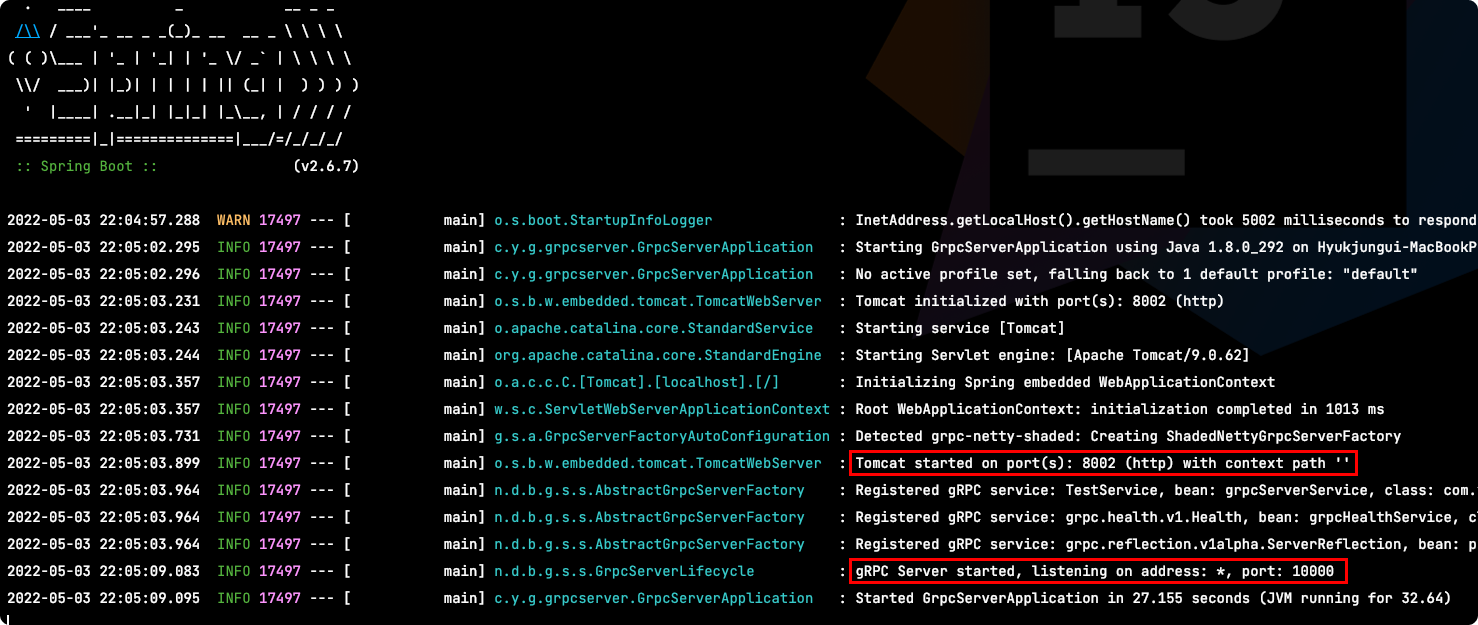 .   ____          _            __ _ _
 /\\ / ___'_ __ _ _(_)_ __  __ _ \ \ \ \
( ( )\___ | '_ | '_| | '_ \/ _` | \ \ \ \
 \\/  ___)| |_)| | | | | || (_| |  ) ) ) )
  '  |____| .__|_| |_|_| |_\__, | / / / /
 =========|_|==============|___/=/_/_/_/
 :: Spring Boot ::                (v2.6.7)
2022-05-03 22:04:57.288  WARN 17497 --- [           main] o.s.boot.StartupInfoLogger               : InetAddress.getLocalHost().getHostName() took 5002 milliseconds to respond
2022-05-03 22:05:02.295  INFO 17497 --- [           main] c.y.g.grpcserver.GrpcServerApplication   : Starting GrpcServerApplication using Java 1.8.0_292 on Hyukjungui-MacBookP
2022-05-03 22:05:02.296  INFO 17497 --- [           main] c.y.g.grpcserver.GrpcServerApplication   : No active profile set, falling back to 1 default profile: "default"
2022-05-03 22:05:03.231  INFO 17497 --- [           main] o.s.b.w.embedded.tomcat.TomcatWebServer  : Tomcat initialized with port(s): 8002 (http)
2022-05-03 22:05:03.243  INFO 17497 --- [           main] o.apache.catalina.core.StandardService   : Starting service [Tomcat]
2022-05-03 22:05:03.244  INFO 17497 --- [           main] org.apache.catalina.core.StandardEngine  : Starting Servlet engine: [Apache Tomcat/9.0.62]
2022-05-03 22:05:03.357  INFO 17497 --- [           main] o.a.c.c.C.[Tomcat].[localhost].[/]       : Initializing Spring embedded WebApplicationContext
2022-05-03 22:05:03.357  INFO 17497 --- [           main] w.s.c.ServletWebServerApplicationContext : Root WebApplicationContext: initialization completed in 1013 ms
2022-05-03 22:05:03.731  INFO 17497 --- [           main] g.s.a.GrpcServerFactoryAutoConfiguration : Detected grpc-netty-shaded: Creating ShadedNettyGrpcServerFactory
2022-05-03 22:05:03.899  INFO 17497 --- [           main] o.s.b.w.embedded.tomcat.TomcatWebServer  : Tomcat started on port(s): 8002 (http) with context path ''
2022-05-03 22:05:03.964  INFO 17497 --- [           main] n.d.b.g.s.s.AbstractGrpcServerFactory    : Registered gRPC service: TestService, bean: grpcServerService, class: com.
2022-05-03 22:05:03.964  INFO 17497 --- [           main] n.d.b.g.s.s.AbstractGrpcServerFactory    : Registered gRPC service: grpc.health.v1.Health, bean: grpcHealthService, c
2022-05-03 22:05:03.964  INFO 17497 --- [           main] n.d.b.g.s.s.AbstractGrpcServerFactory    : Registered gRPC service: grpc.reflection.v1alpha.ServerReflection, bean: p
2022-05-03 22:05:09.083  INFO 17497 --- [           main] n.d.b.g.s.s.GrpcServerLifecycle          : gRPC Server started, listening on address: *, port: 10000
2022-05-03 22:05:09.095  INFO 17497 --- [           main] c.y.g.grpcserver.GrpcServerApplication   : Started GrpcServerApplication in 27.155 seconds (JVM running for 32.64)